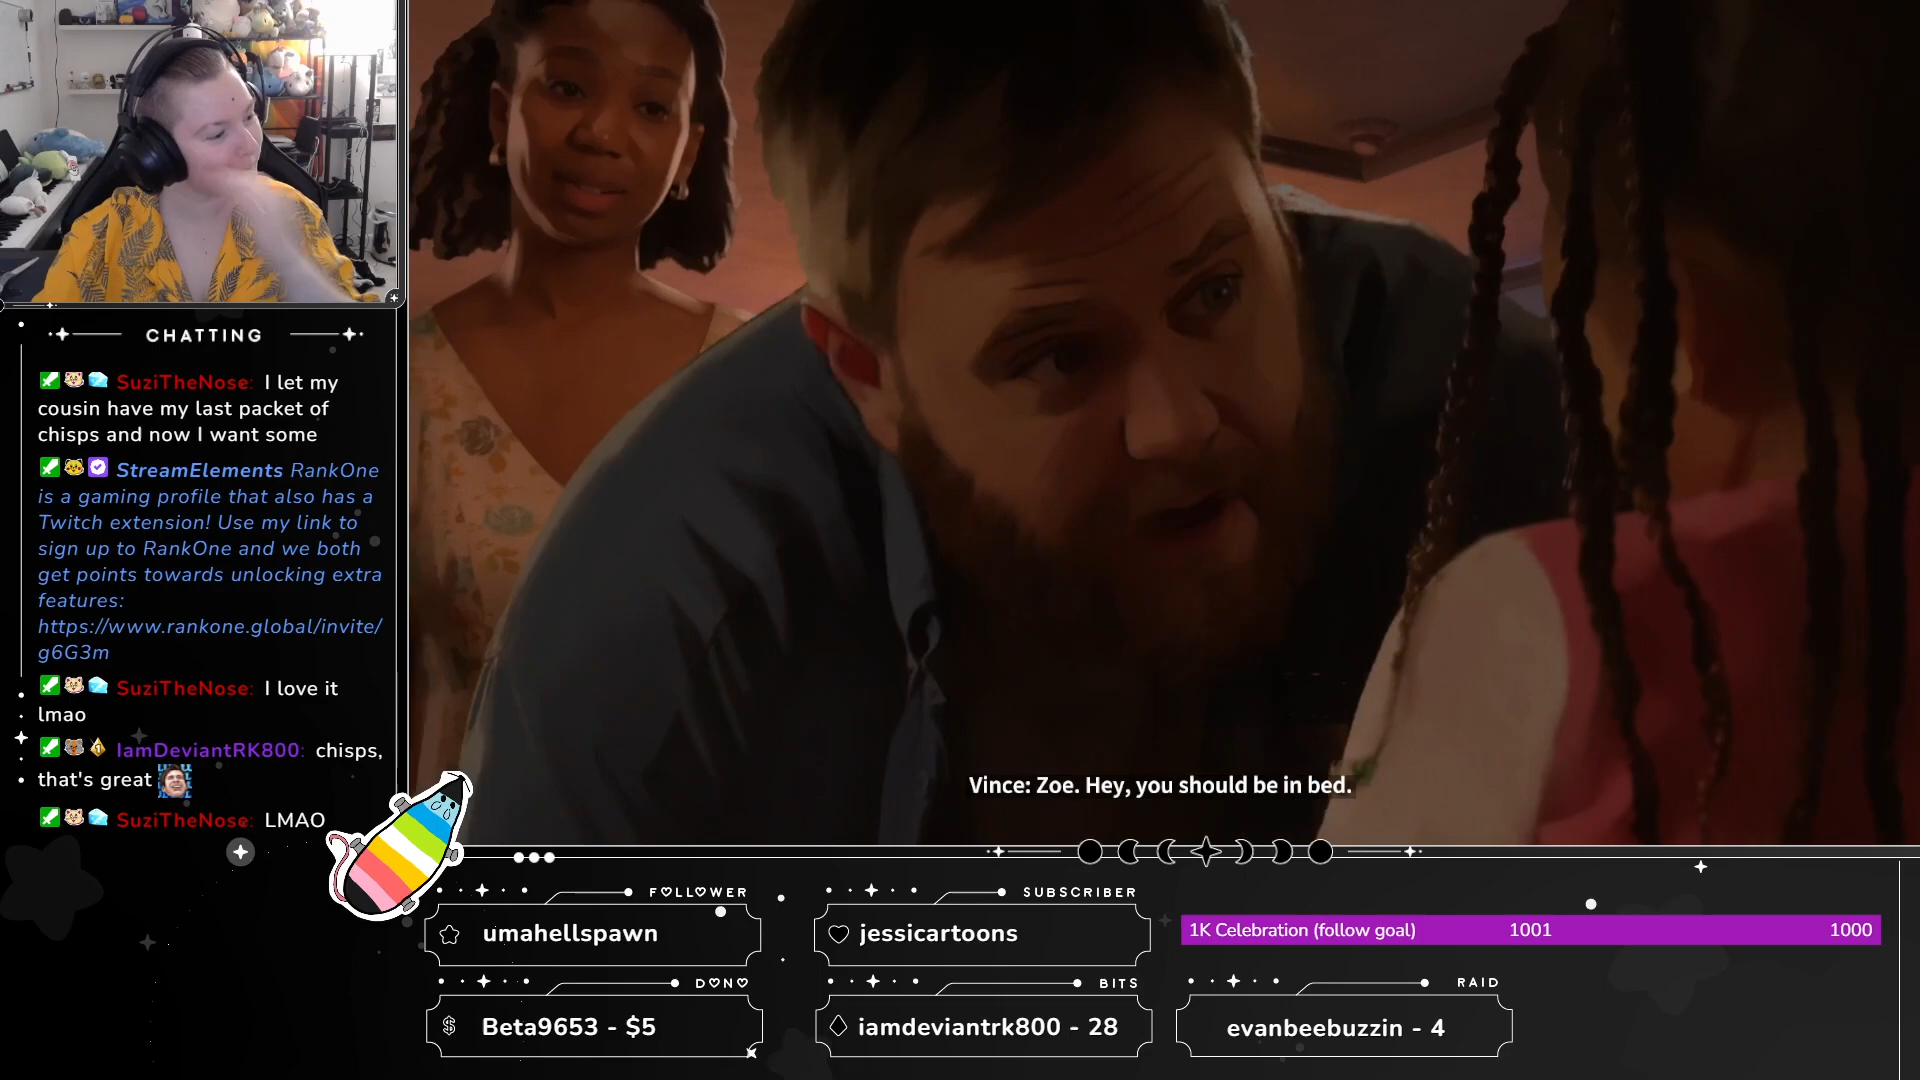 CHATTING
SuziTheNose: I let my
cousin have my last packet of
chisps and now I want some
StreamElements RankOne
is a gaming profile that also has a
Twitch extension! Use my link to
sign up to RankOne and we both
get points towards unlocking extra
features:
https://www.rankone.global/invite/
g6G3m
SuziTheNose: I love it
lmao
IamDeviantRK800: chisps,
that's great
SuziTheNose: LMAO
Vince: Zoe. Hey, you should be in bed.
FOLLOWER
umahellspawn
SUBSCRIBER
jessicartoons
1K Celebration (follow goal) 1001 1000
DONO
Beta9653 - $5
BITS
iamdeviantrk800 - 28
RAID
evanbeebuzzin - 4